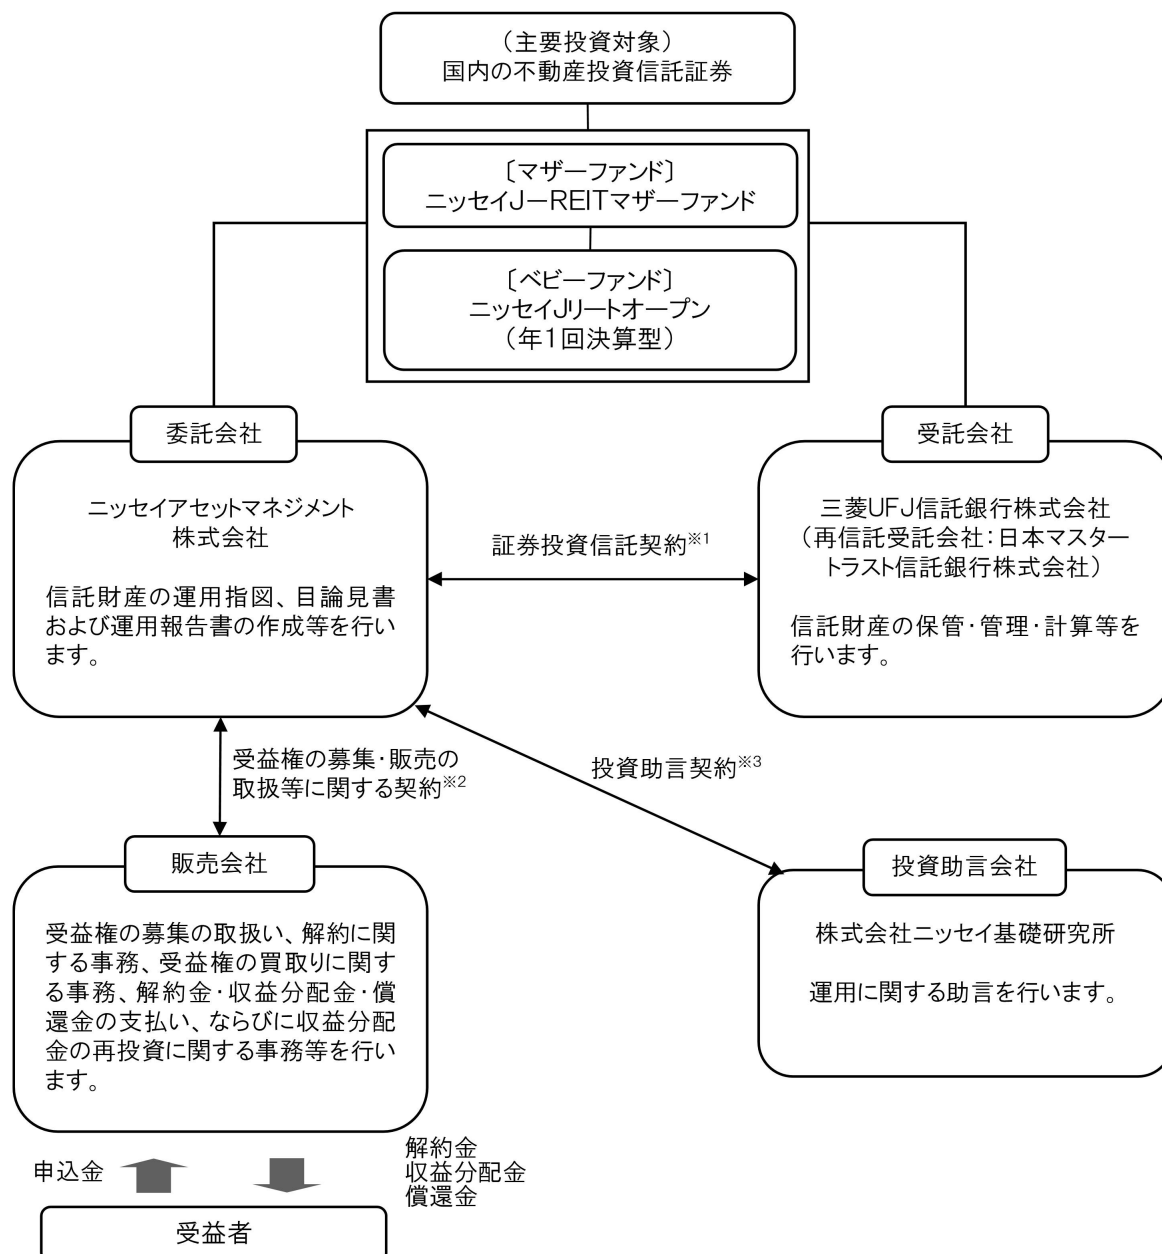 （主要投資対象）
国内の不動産投資信託証券
〔マザーファンド〕
ニッセイJ－REITマザーファンド
〔ベビーファンド〕
ニッセイJリートオープン
（年1回決算型）
委託会社
ニッセイアセットマネジメント
株式会社
信託財産の運用指図、目論見書
および運用報告書の作成等を行い
ます。
証券投資信託契約※1
受託会社
三菱UFJ信託銀行株式会社
（再信託受託会社：日本マスター
トラスト信託銀行株式会社）
信託財産の保管・管理・計算等を
行います。
受益権の募集・販売の
取扱等に関する契約※2
投資助言契約※3
販売会社
受益権の募集の取扱い、解約に関
する事務、受益権の買取りに関す
る事務、解約金・収益分配金・償
還金の支払い、ならびに収益分配
金の再投資に関する事務等を行い
ます。
投資助言会社
株式会社ニッセイ基礎研究所
運用に関する助言を行います。
申込金
解約金
収益分配金
償還金
受益者